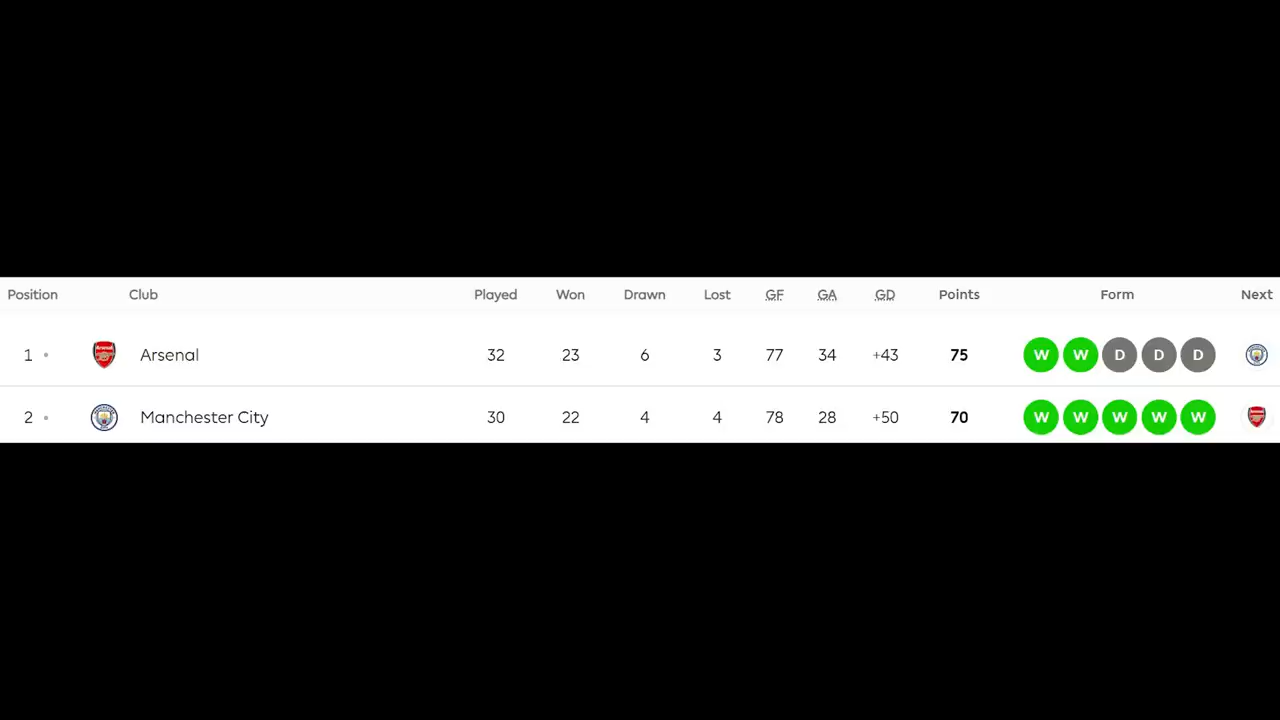 Position Club Played Won Drawn Lost GF GA GD Points Form Next
1 Arsenal 32 23 6 3 77 34 +43 75 W W D D D
2 Manchester City 30 22 4 4 78 28 +50 70 W W W W W